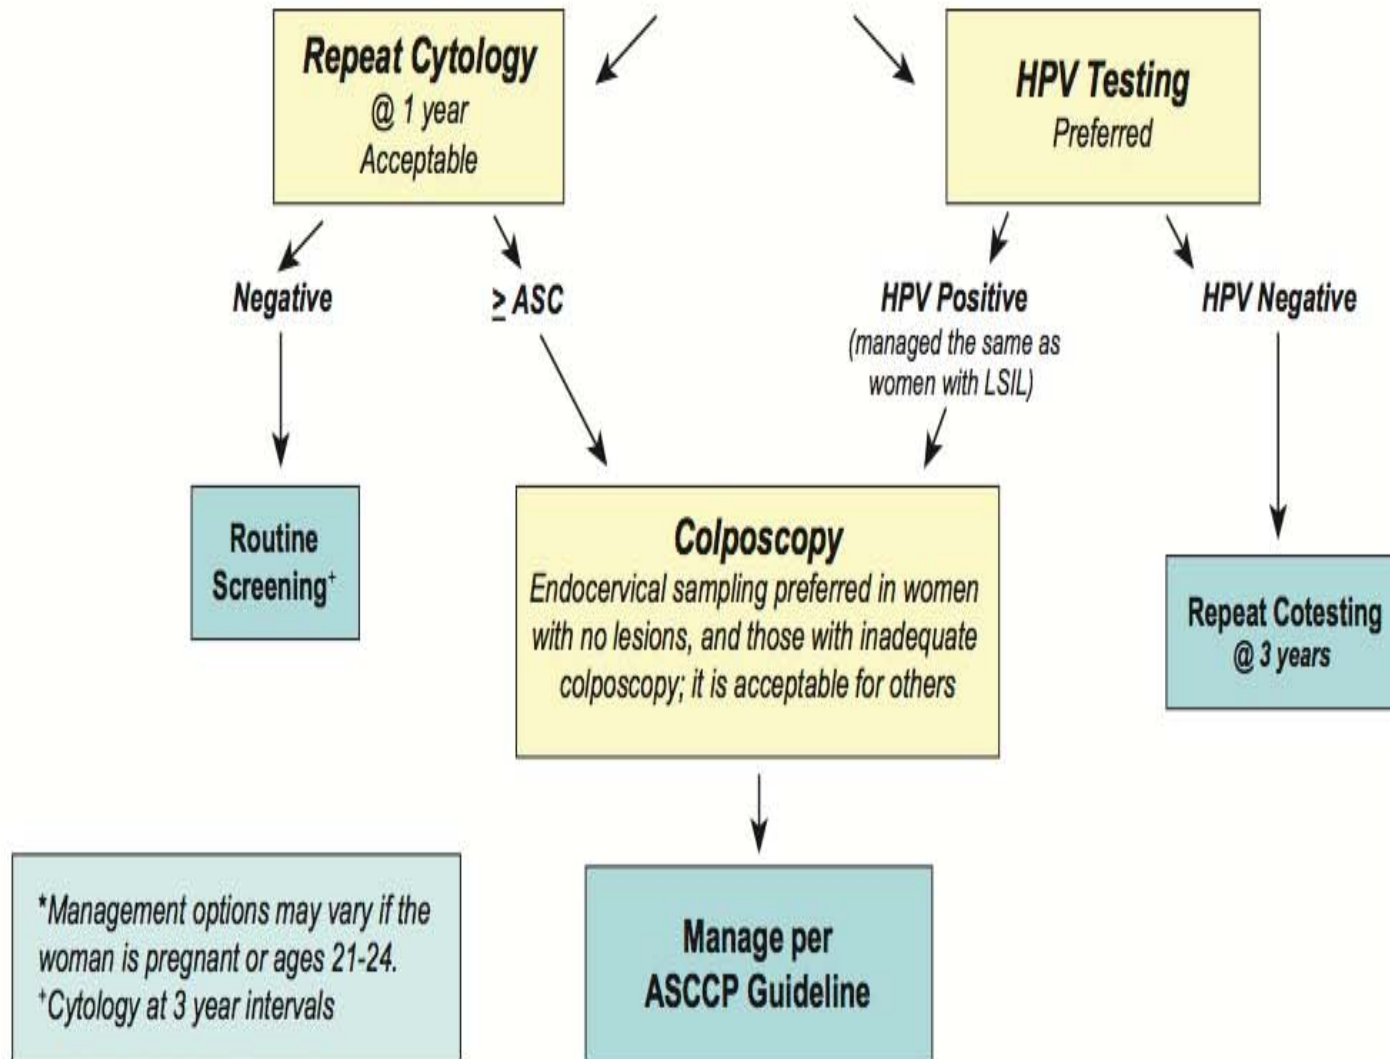 Repeat Cytology
@ 1 year
Acceptable
HPV Testing
Preferred
Negative
≥ ASC
HPV Positive
(managed the same as
women with LSIL)
HPV Negative
Routine
Screening⁺
Colposcopy
Endocervical sampling preferred in women
with no lesions, and those with inadequate
colposcopy; it is acceptable for others
Repeat Cotesting
@ 3 years
*Management options may vary if the
woman is pregnant or ages 21-24.
⁺Cytology at 3 year intervals
Manage per
ASCCP Guideline